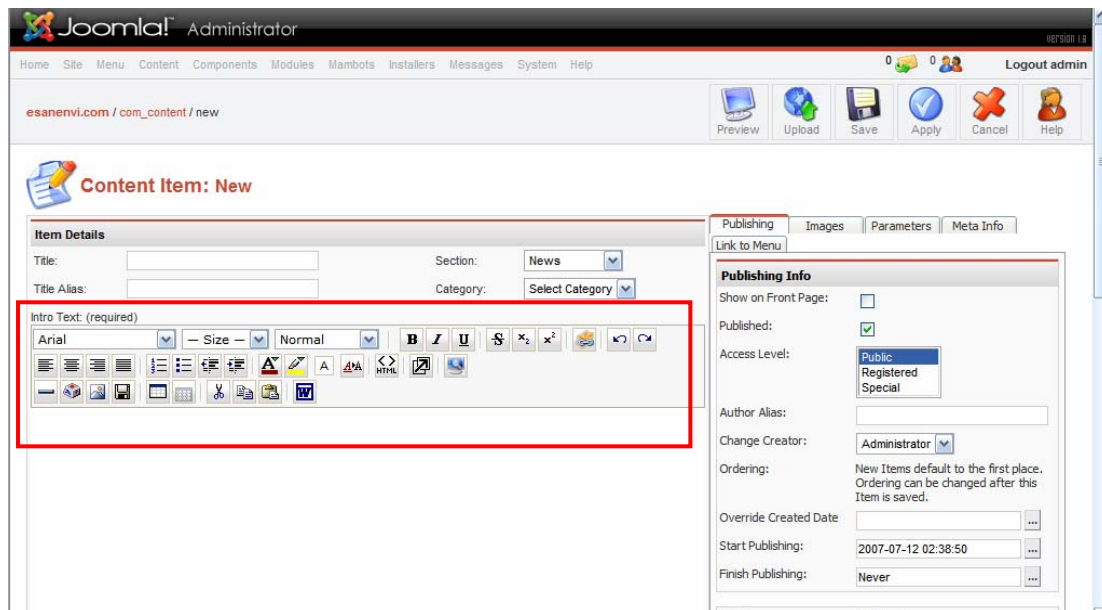 Joomla!™ Administrator
version 1.0
Home Site Menu Content Components Modules Mambots Installers Messages System Help
0 0 Logout admin
esanenvi.com / com_content / new
Preview Upload Save Apply Cancel Help
Content Item: New
Item Details
Title:
Section: News
Title Alias:
Category: Select Category
Intro Text: (required)
Arial — Size — Normal B I U S x₂ x²
A A A A HTML
W
Publishing Images Parameters Meta Info
Link to Menu
Publishing Info
Show on Front Page:
Published:
Access Level: Public
Registered
Special
Author Alias:
Change Creator: Administrator
Ordering: New Items default to the first place.
Ordering can be changed after this
Item is saved.
Override Created Date ...
Start Publishing: 2007-07-12 02:38:50 ...
Finish Publishing: Never ...